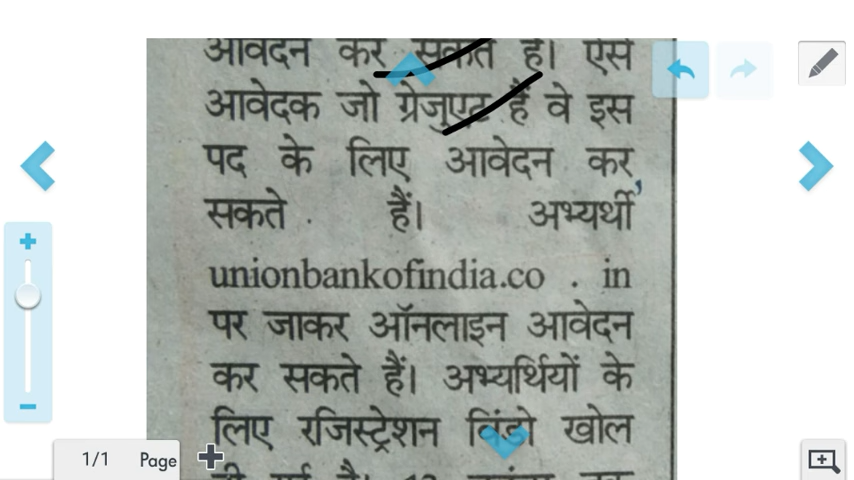 आवेदन कर सकते हैं। ऐसे
आवेदक जो ग्रेजुएट हैं वे इस
पद के लिए आवेदन कर
सकते हैं। अभ्यर्थी
unionbankofindia.co . in
पर जाकर ऑनलाइन आवेदन
कर सकते हैं। अभ्यर्थियों के
लिए रजिस्ट्रेशन विंडो खोल
1/1 Page